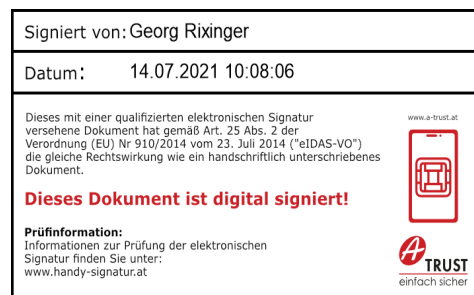 Signiert von: Georg Rixinger
Datum: 14.07.2021 10:08:06
Dieses mit einer qualifizierten elektronischen Signatur
versehene Dokument hat gemäß Art. 25 Abs. 2 der
Verordnung (EU) Nr 910/2014 vom 23. Juli 2014 ("eIDAS-VO")
die gleiche Rechtswirkung wie ein handschriftlich unterschriebenes
Dokument.
Dieses Dokument ist digital signiert!
Prüfinformation:
Informationen zur Prüfung der elektronischen
Signatur finden Sie unter:
www.handy-signatur.at
www.a-trust.at
A TRUST
einfach sicher